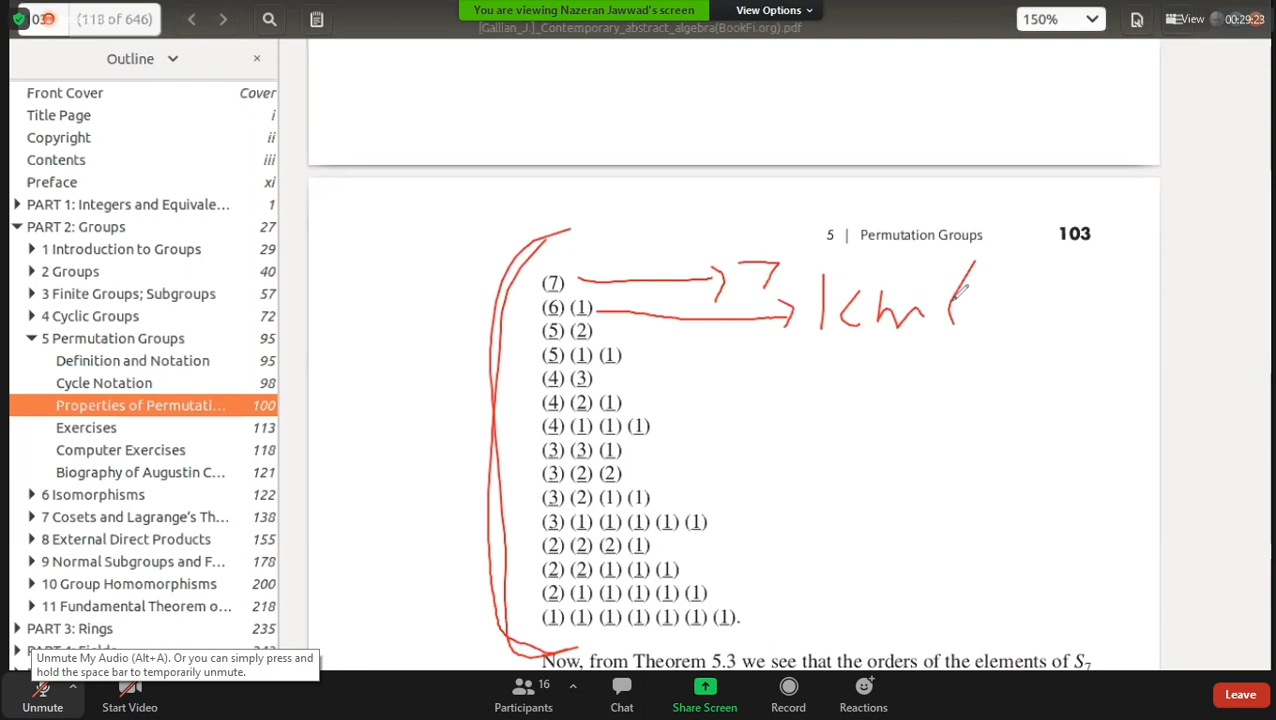 You are viewing Nazeran Jawwad's screen
View Options
(118 of 646)
[Gallian_J.]_Contemporary_abstract_algebra(BookFi.org).pdf
150%
View
00:29:23
Outline
Front Cover Cover
Title Page i
Copyright ii
Contents iii
Preface xi
PART 1: Integers and Equivale... 1
PART 2: Groups 27
1 Introduction to Groups 29
2 Groups 40
3 Finite Groups; Subgroups 57
4 Cyclic Groups 72
5 Permutation Groups 95
Definition and Notation 95
Cycle Notation 98
Properties of Permutati... 100
Exercises 113
Computer Exercises 118
Biography of Augustin C... 121
6 Isomorphisms 122
7 Cosets and Lagrange's Th... 138
8 External Direct Products 155
9 Normal Subgroups and F... 178
10 Group Homomorphisms 200
11 Fundamental Theorem o... 218
PART 3: Rings 235
Unmute My Audio (Alt+A). Or you can simply press and
hold the space bar to temporarily unmute.
5 | Permutation Groups 103
(7) 7
(6) (1)
(5) (2)
(5) (1) (1)
(4) (3)
(4) (2) (1)
(4) (1) (1) (1)
(3) (3) (1)
(3) (2) (2)
(3) (2) (1) (1)
(3) (1) (1) (1) (1) (1)
(2) (2) (2) (1)
(2) (2) (1) (1) (1)
(2) (1) (1) (1) (1) (1)
(1) (1) (1) (1) (1) (1) (1).
Now, from Theorem 5.3 we see that the orders of the elements of S7
Unmute
Start Video
16
Participants
Chat
Share Screen
Record
Reactions
Leave